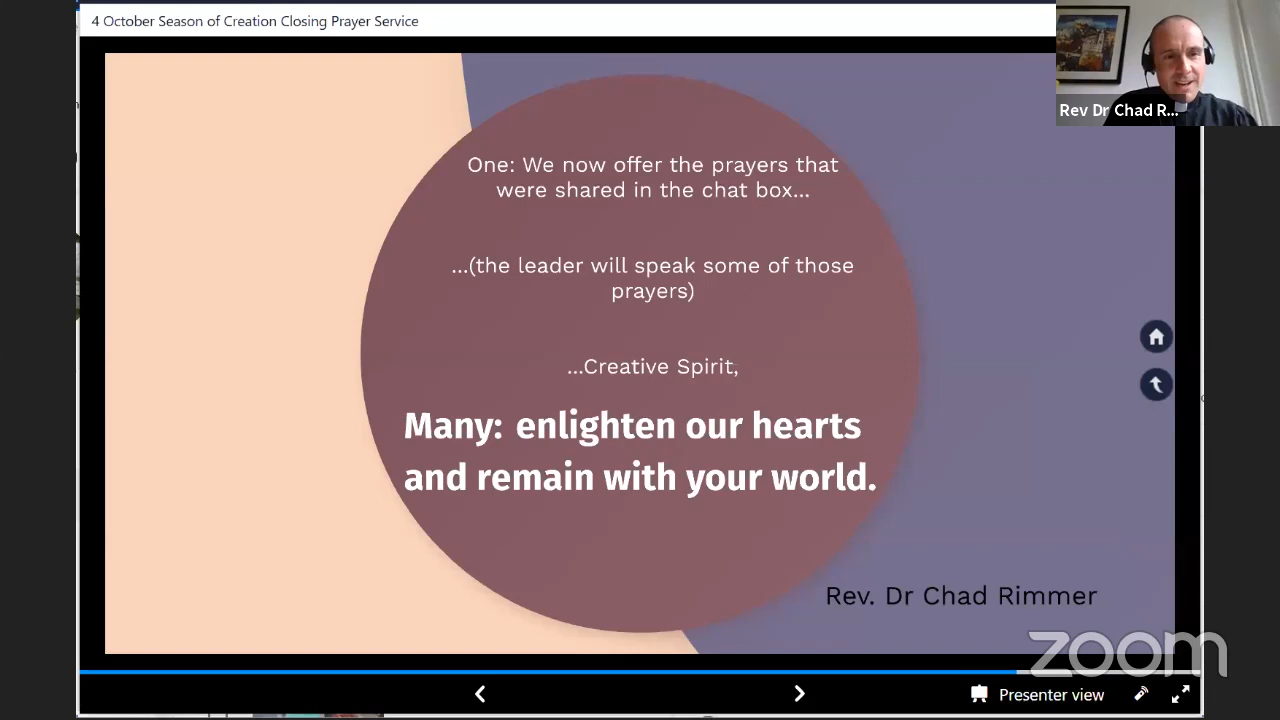 4 October Season of Creation Closing Prayer Service
Rev Dr Chad R...
One: We now offer the prayers that
were shared in the chat box...
...(the leader will speak some of those
prayers)
...Creative Spirit,
Many: enlighten our hearts
and remain with your world.
Rev. Dr Chad Rimmer
zoom
Presenter view